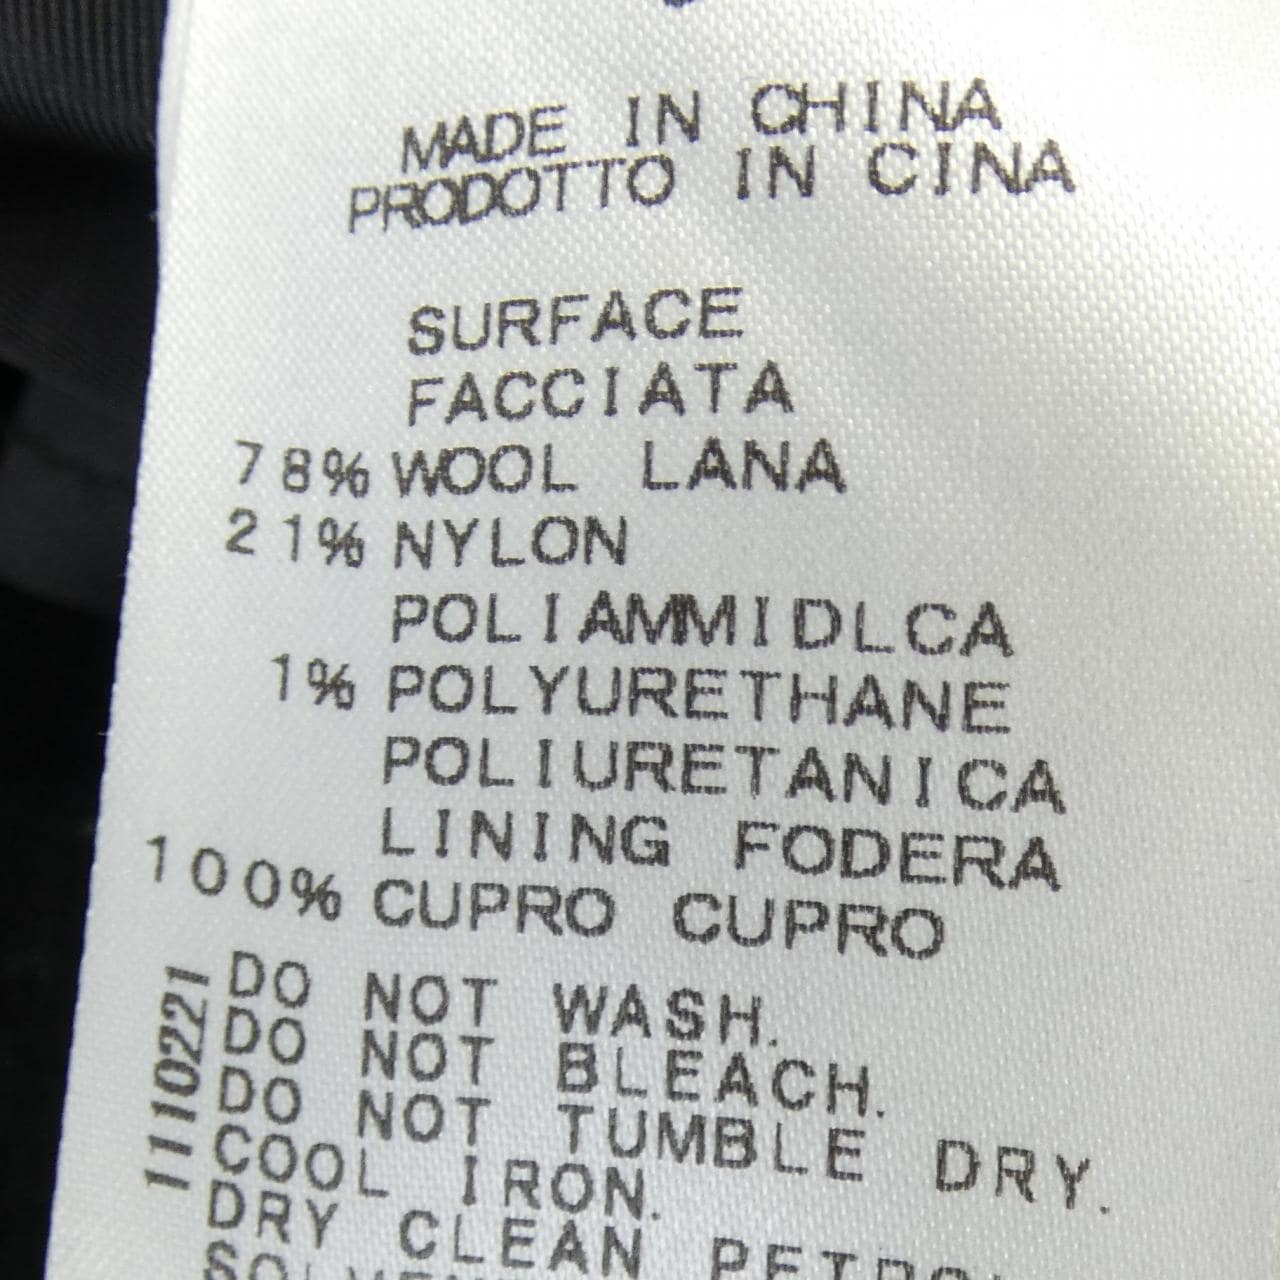 MADE IN CHINA
PRODOTTO IN CINA
SURFACE
FACCIATA
78% WOOL LANA
21% NYLON
POLIAMMIDLCA
1% POLYURETHANE
POLIURETANICA
LINING FODERA
100% CUPRO CUPRO
DO NOT WASH.
DO NOT BLEACH.
DO NOT TUMBLE DRY.
COOL IRON.
DRY CLEAN
1110221